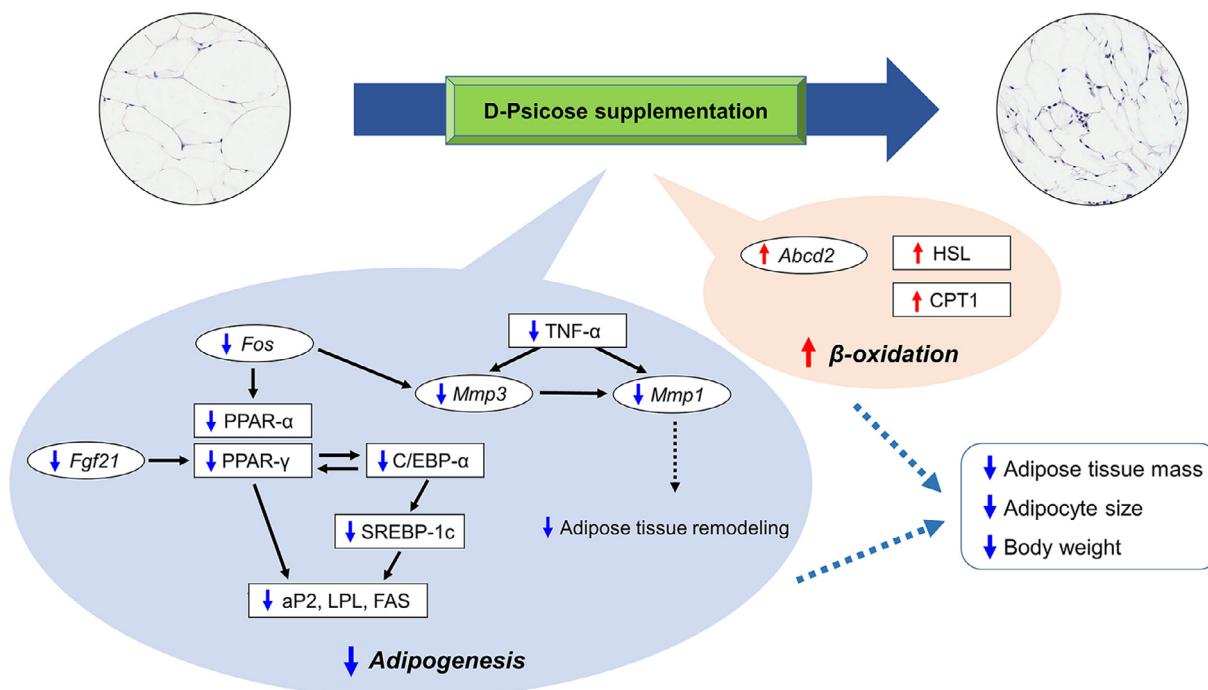 D-Psicose supplementation
↑ Abcd2
↑ HSL
↑ CPT1
↑ β-oxidation
↓ TNF-α
↓ Fos
↓ Mmp3
↓ Mmp1
↓ PPAR-α
↓ Fgf21
↓ PPAR-γ
↓ C/EBP-α
↓ SREBP-1c
↓ Adipose tissue remodeling
↓ aP2, LPL, FAS
↓ Adipogenesis
↓ Adipose tissue mass
↓ Adipocyte size
↓ Body weight